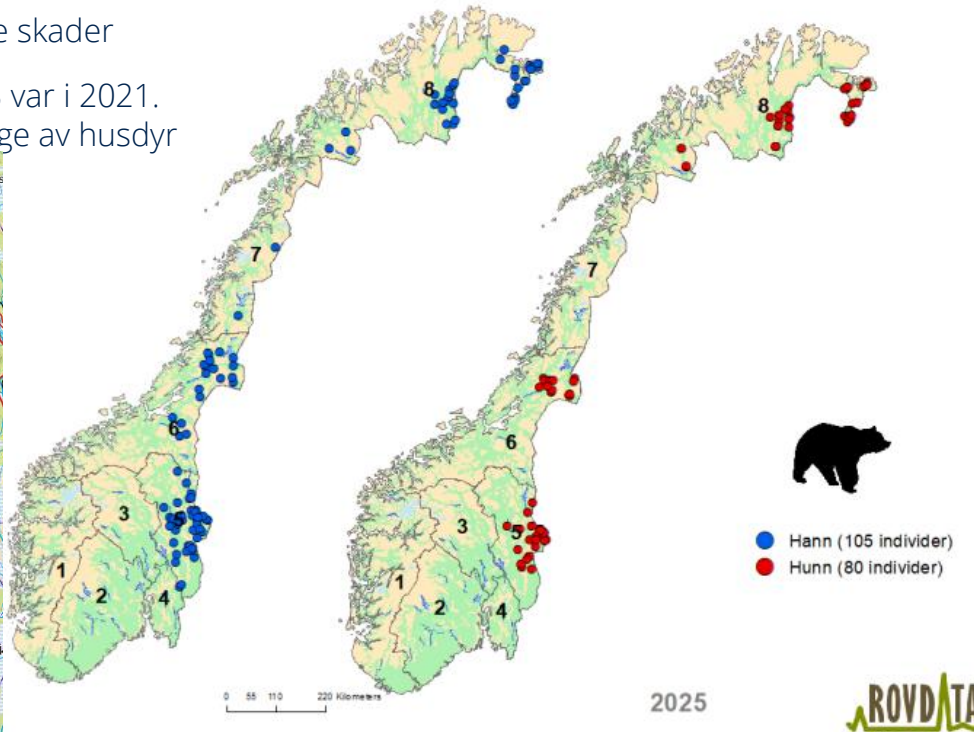 e skader
var i 2021.
ge av husdyr
8
7
6
5
3
1
2
4
8
7
6
5
3
1
2
4
Hann (105 individer)
Hunn (80 individer)
0 55 110 220 Kilometers
2025
ROVDATA